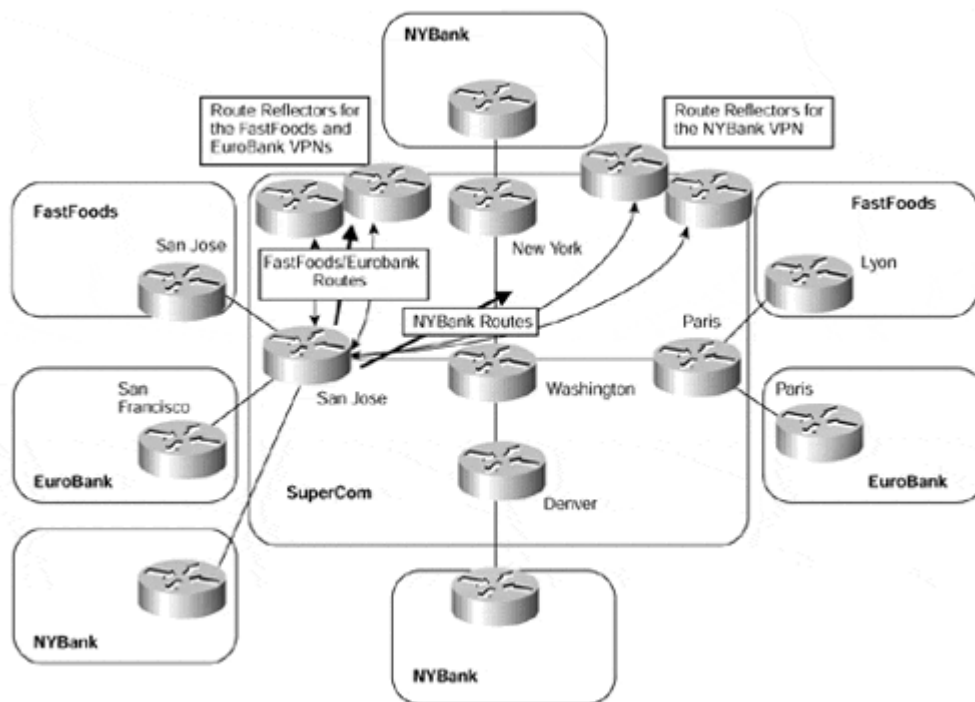 NYBank
Route Reflectors for
the FastFoods and
EuroBank VPNs
Route Reflectors for
the NYBank VPN
FastFoods
San Jose
New York
FastFoods
Lyon
FastFoods/Eurobank
Routes
NYBank Routes
Paris
San
Francisco
San Jose
Washington
Paris
EuroBank
SuperCom
Denver
EuroBank
NYBank
NYBank